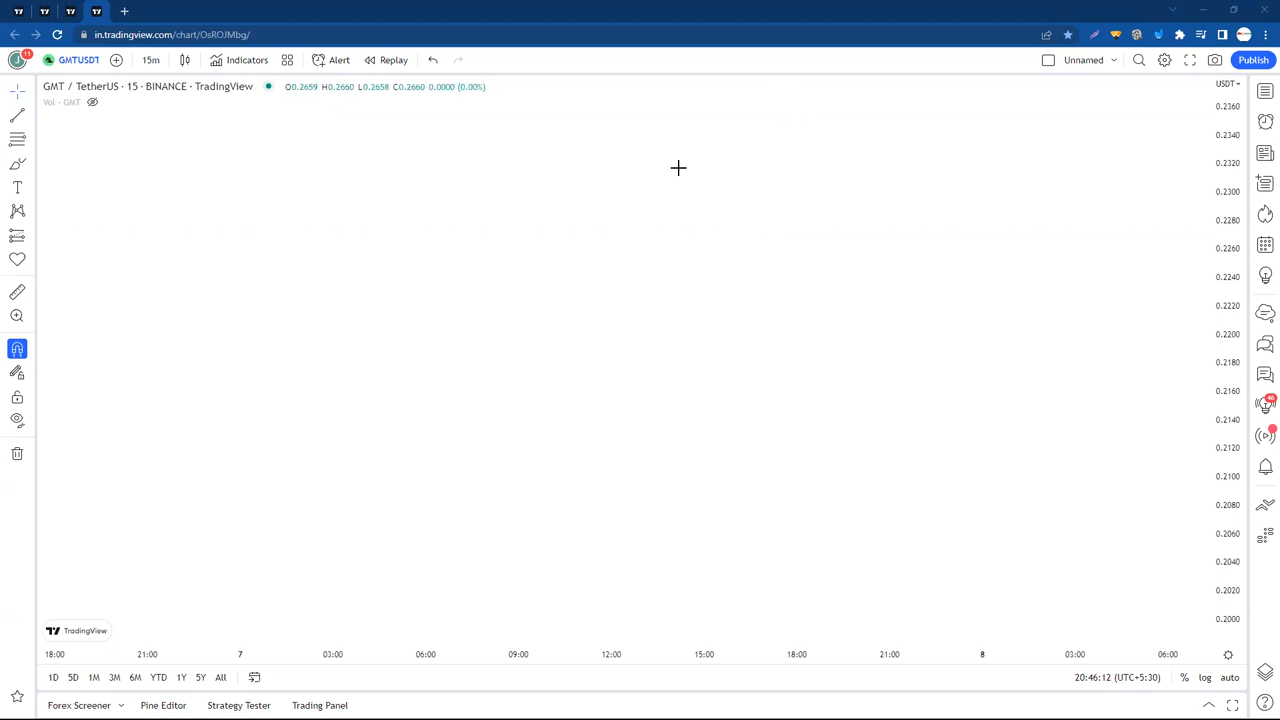 in.tradingview.com/chart/OsROJMbg/
J 11 GMTUSDT 15m Indicators Alert Replay Unnamed Publish
GMT / TetherUS · 15 · BINANCE · TradingView O0.2659 H0.2660 L0.2658 C0.2660 0.0000 (0.00%) USDT
Vol · GMT
0.2360
0.2340
0.2320
0.2300
0.2280
0.2260
0.2240
0.2220
0.2200
0.2180
0.2160
0.2140
46
0.2120
0.2100
0.2080
0.2060
0.2040
0.2020
0.2000
TradingView
18:00 21:00 7 03:00 06:00 09:00 12:00 15:00 18:00 21:00 8 03:00 06:00
1D 5D 1M 3M 6M YTD 1Y 5Y All 20:46:12 (UTC+5:30) % log auto
Forex Screener Pine Editor Strategy Tester Trading Panel